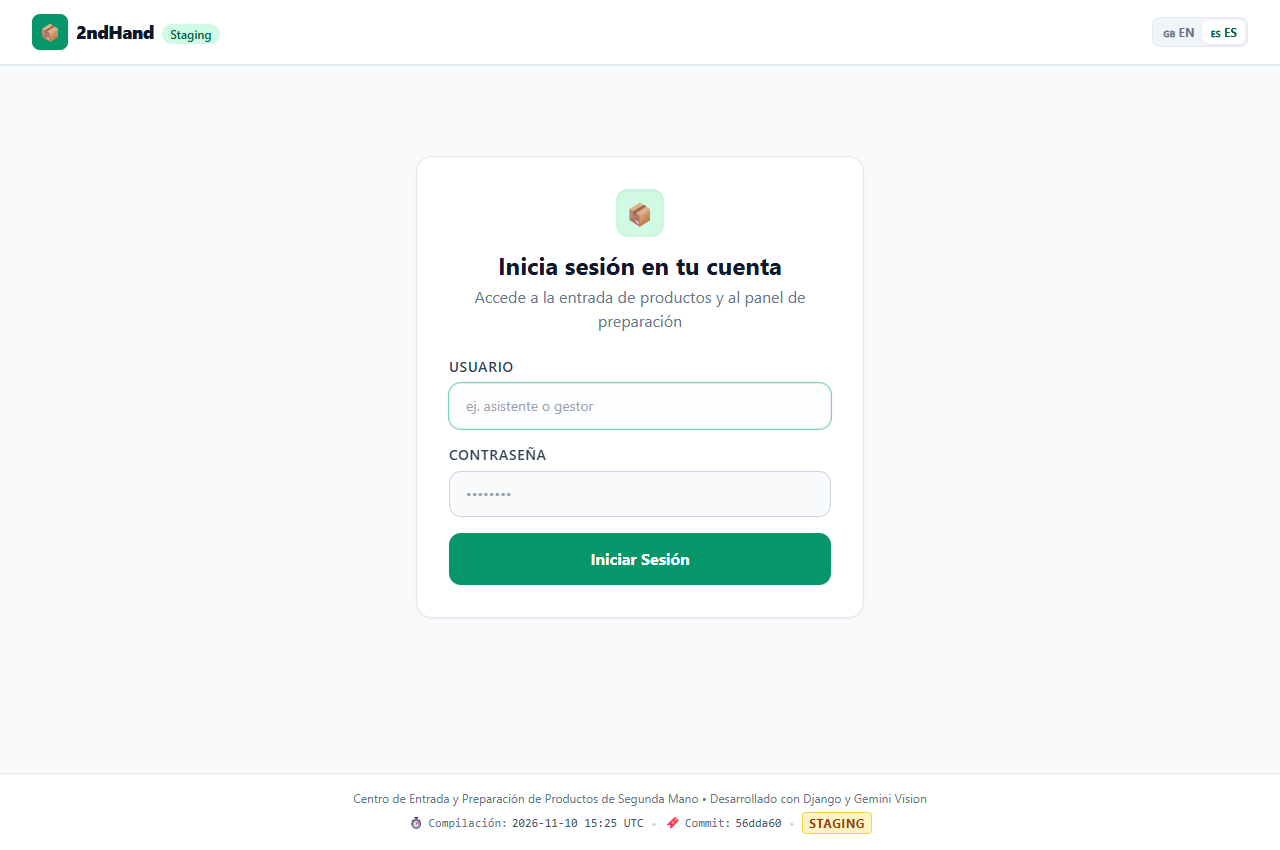 2ndHand Staging
GB EN ES ES
Inicia sesión en tu cuenta
Accede a la entrada de productos y al panel de
preparación
USUARIO
ej. asistente o gestor
CONTRASEÑA
••••••••
Iniciar Sesión
Centro de Entrada y Preparación de Productos de Segunda Mano • Desarrollado con Django y Gemini Vision
Compilación: 2026-11-10 15:25 UTC • Commit: 56dda60 • STAGING